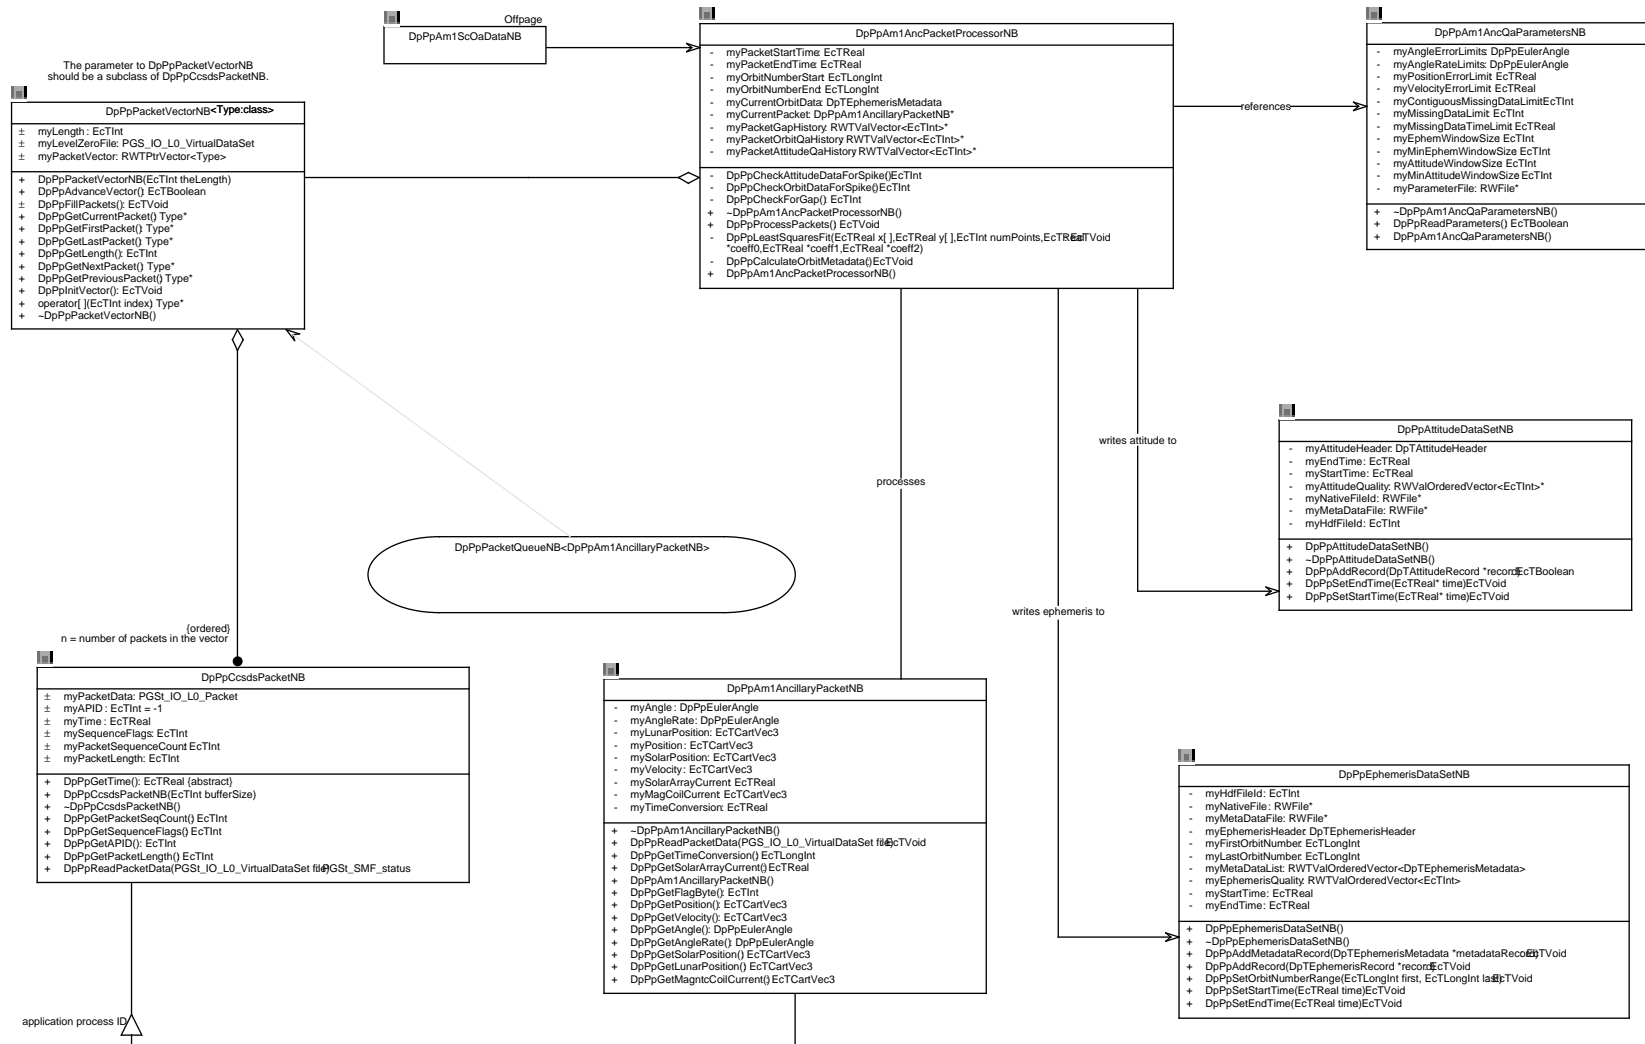 Offpage
DpPpAm1ScOaDataNB
The parameter to DpPpPacketVectorNB
should be a subclass of DpPpCcsdsPacketNB.
DpPpPacketVectorNB<Type:class>
± myLength: EcTInt
± myLevelZeroFile: PGS_IO_L0_VirtualDataSet
± myPacketVector: RWTPtrVector<Type>
+ DpPpPacketVectorNB(EcTInt theLength)
+ DpPpAdvanceVector(): EcTBoolean
± DpPpFillPackets(): EcTVoid
+ DpPpGetCurrentPacket(): Type*
+ DpPpGetFirstPacket(): Type*
+ DpPpGetLastPacket(): Type*
+ DpPpGetLength(): EcTInt
+ DpPpGetNextPacket(): Type*
+ DpPpGetPreviousPacket(): Type*
+ DpPpInitVector(): EcTVoid
+ operator[ ](EcTInt index): Type*
+ ~DpPpPacketVectorNB()
DpPpAm1AncPacketProcessorNB
- myPacketStartTime: EcTReal
- myPacketEndTime: EcTReal
- myOrbitNumberStart: EcTLongInt
- myOrbitNumberEnd: EcTLongInt
- myCurrentOrbitData: DpTEphemerisMetadata
- myCurrentPacket: DpPpAm1AncillaryPacketNB*
- myPacketGapHistory: RWTValVector<EcTInt>*
- myPacketOrbitQaHistory: RWTValVector<EcTInt>*
- myPacketAttitudeQaHistory: RWTValVector<EcTInt>*
- DpPpCheckAttitudeDataForSpike():EcTInt
- DpPpCheckOrbitDataForSpike():EcTInt
- DpPpCheckForGap(): EcTInt
+ ~DpPpAm1AncPacketProcessorNB()
+ DpPpProcessPackets(): EcTVoid
- DpPpLeastSquaresFit(EcTReal x[ ],EcTReal y[ ],EcTInt numPoints,EcTReal EcTVoid
*coeff0,EcTReal *coeff1,EcTReal *coeff2)
- DpPpCalculateOrbitMetadata():EcTVoid
+ DpPpAm1AncPacketProcessorNB()
references
DpPpAm1AncQaParametersNB
- myAngleErrorLimits: DpPpEulerAngle
- myAngleRateLimits: DpPpEulerAngle
- myPositionErrorLimit: EcTReal
- myVelocityErrorLimit: EcTReal
- myContiguousMissingDataLimit:EcTInt
- myMissingDataLimit: EcTInt
- myMissingDataTimeLimit: EcTReal
- myEphemWindowSize: EcTInt
- myMinEphemWindowSize: EcTInt
- myAttitudeWindowSize: EcTInt
- myMinAttitudeWindowSize: EcTInt
- myParameterFile: RWFile*
+ ~DpPpAm1AncQaParametersNB()
+ DpPpReadParameters(): EcTBoolean
+ DpPpAm1AncQaParametersNB()
writes attitude to
processes
writes ephemeris to
DpPpAttitudeDataSetNB
- myAttitudeHeader: DpTAttitudeHeader
- myEndTime: EcTReal
- myStartTime: EcTReal
- myAttitudeQuality: RWValOrderedVector<EcTInt>*
- myNativeFileId: RWFile*
- myMetaDataFile: RWFile*
- myHdfFileId: EcTInt
+ DpPpAttitudeDataSetNB()
+ ~DpPpAttitudeDataSetNB()
+ DpPpAddRecord(DpTAttitudeRecord *record):EcTBoolean
+ DpPpSetEndTime(EcTReal* time):EcTVoid
+ DpPpSetStartTime(EcTReal* time):EcTVoid
DpPpPacketQueueNB<DpPpAm1AncillaryPacketNB>
{ordered}
n = number of packets in the vector
DpPpCcsdsPacketNB
± myPacketData: PGSt_IO_L0_Packet
± myAPID: EcTInt = -1
± myTime: EcTReal
± mySequenceFlags: EcTInt
± myPacketSequenceCount: EcTInt
± myPacketLength: EcTInt
+ DpPpGetTime(): EcTReal {abstract}
+ DpPpCcsdsPacketNB(EcTInt bufferSize)
+ ~DpPpCcsdsPacketNB()
+ DpPpGetPacketSeqCount(): EcTInt
+ DpPpGetSequenceFlags(): EcTInt
+ DpPpGetAPID(): EcTInt
+ DpPpGetPacketLength(): EcTInt
+ DpPpReadPacketData(PGSt_IO_L0_VirtualDataSet file):PGSt_SMF_status
application process ID
DpPpAm1AncillaryPacketNB
- myAngle: DpPpEulerAngle
- myAngleRate: DpPpEulerAngle
- myLunarPosition: EcTCartVec3
- myPosition: EcTCartVec3
- mySolarPosition: EcTCartVec3
- myVelocity: EcTCartVec3
- mySolarArrayCurrent: EcTReal
- myMagCoilCurrent: EcTCartVec3
- myTimeConversion: EcTReal
+ ~DpPpAm1AncillaryPacketNB()
+ DpPpReadPacketData(PGS_IO_L0_VirtualDataSet file):EcTVoid
+ DpPpGetTimeConversion(): EcTLongInt
+ DpPpGetSolarArrayCurrent(): EcTReal
+ DpPpAm1AncillaryPacketNB()
+ DpPpGetFlagByte(): EcTInt
+ DpPpGetPosition(): EcTCartVec3
+ DpPpGetVelocity(): EcTCartVec3
+ DpPpGetAngle(): DpPpEulerAngle
+ DpPpGetAngleRate(): DpPpEulerAngle
+ DpPpGetSolarPosition(): EcTCartVec3
+ DpPpGetLunarPosition(): EcTCartVec3
+ DpPpGetMagntcCoilCurrent(): EcTCartVec3
DpPpEphemerisDataSetNB
- myHdfFileId: EcTInt
- myNativeFile: RWFile*
- myMetaDataFile: RWFile*
- myEphemerisHeader: DpTEphemerisHeader
- myFirstOrbitNumber: EcTLongInt
- myLastOrbitNumber: EcTLongInt
- myMetaDataList: RWTValOrderedVector<DpTEphemerisMetadata>
- myEphemerisQuality: RWTValOrderedVector<EcTInt>
- myStartTime: EcTReal
- myEndTime: EcTReal
+ DpPpEphemerisDataSetNB()
+ ~DpPpEphemerisDataSetNB()
+ DpPpAddMetadataRecord(DpTEphemerisMetadata *metadataRecord):EcTVoid
+ DpPpAddRecord(DpTEphemerisRecord *record):EcTVoid
+ DpPpSetOrbitNumberRange(EcTLongInt first, EcTLongInt last):EcTVoid
+ DpPpSetStartTime(EcTReal time):EcTVoid
+ DpPpSetEndTime(EcTReal time):EcTVoid